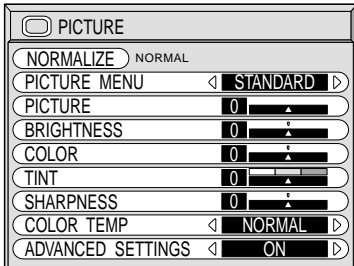 PICTURE
NORMALIZE NORMAL
PICTURE MENU STANDARD
PICTURE 0
BRIGHTNESS 0
COLOR 0
TINT 0
SHARPNESS 0
COLOR TEMP NORMAL
ADVANCED SETTINGS ON